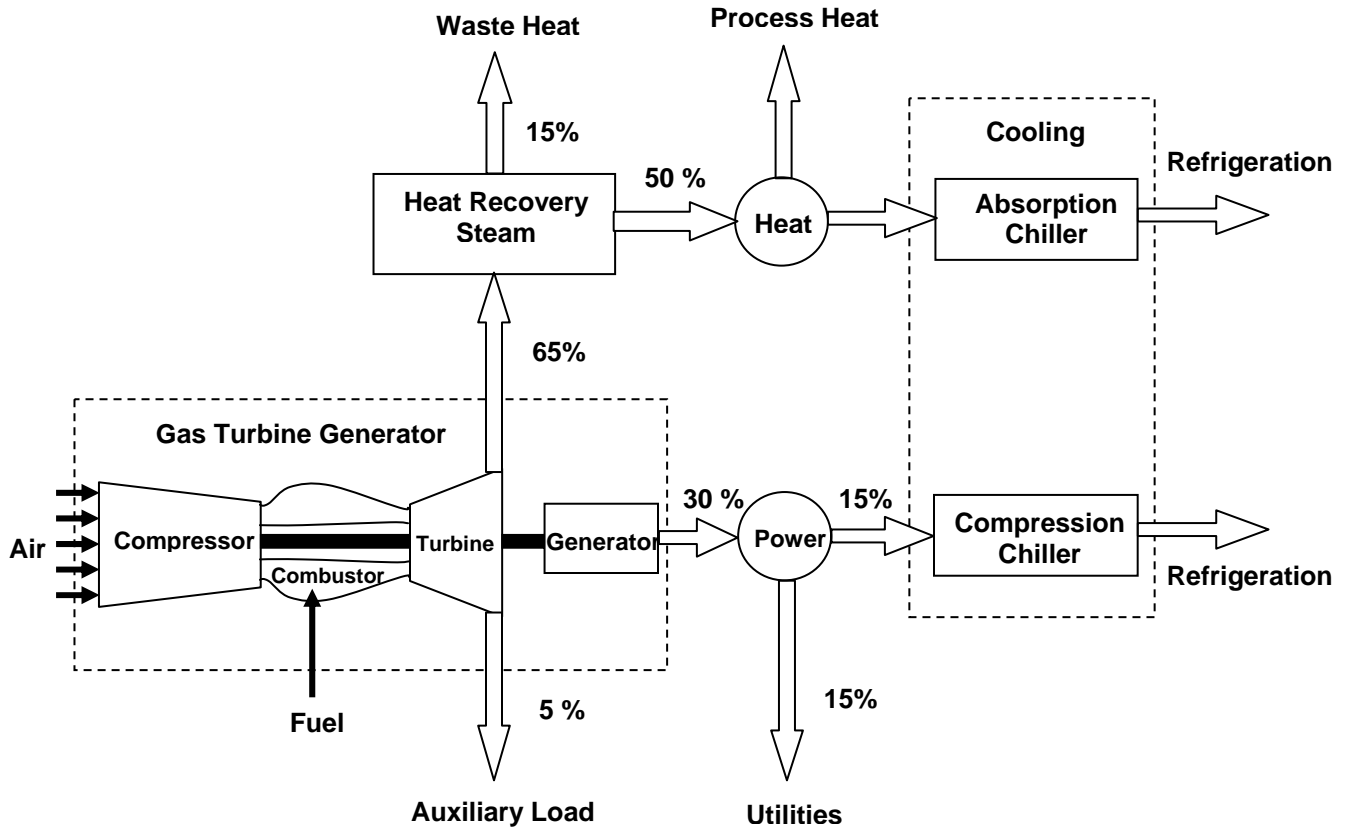 Waste Heat
Process Heat
15%
Cooling
Refrigeration
50 %
Heat Recovery
Steam
Heat
Absorption
Chiller
65%
Gas Turbine Generator
30 %
15%
Air
Compressor
Combustor
Turbine
Generator
Power
Compression
Chiller
Refrigeration
Fuel
5 %
15%
Auxiliary Load
Utilities